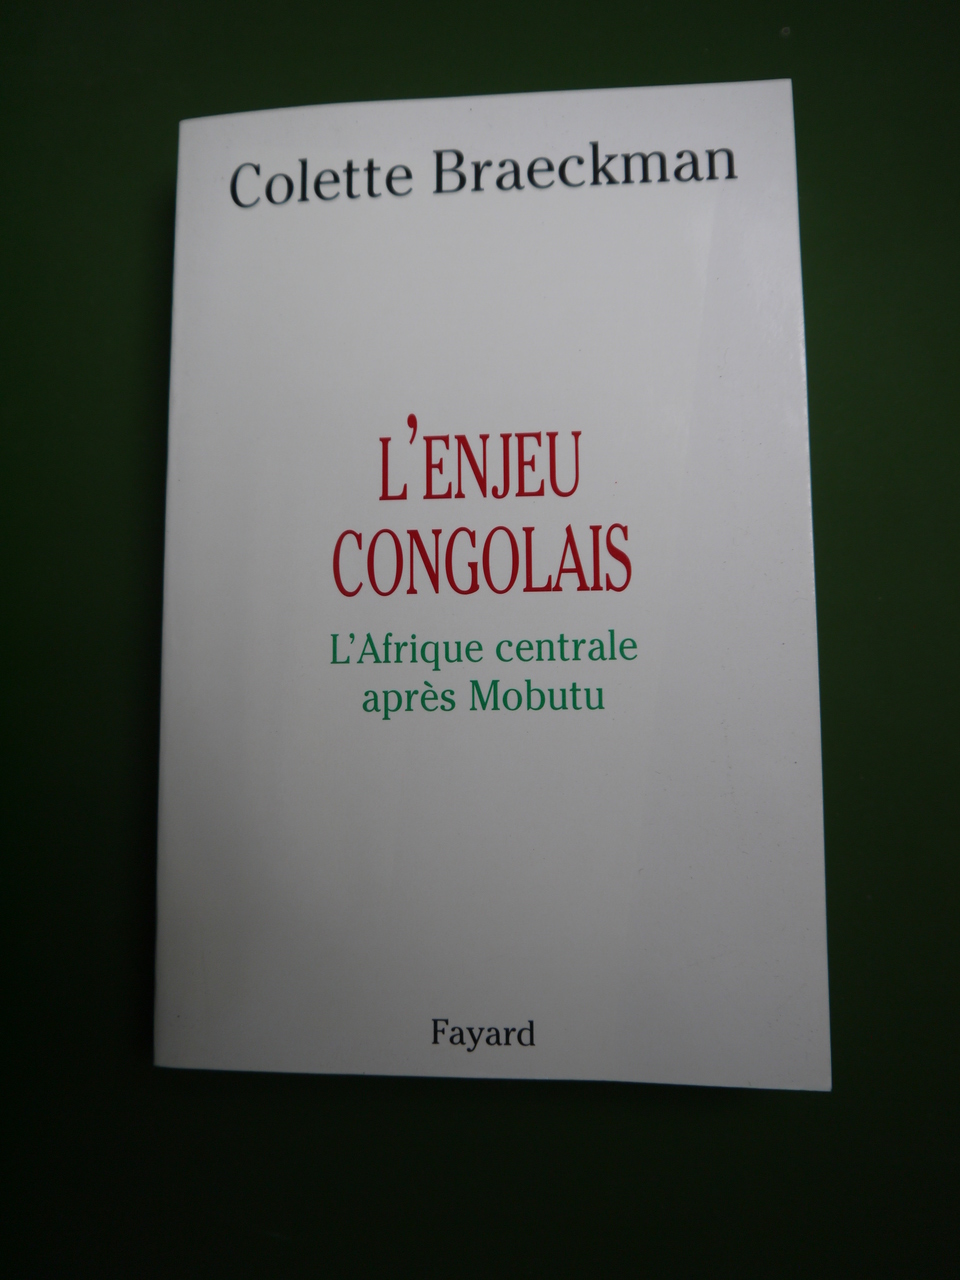 Colette Braeckman
L'ENJEU
CONGOLAIS
L'Afrique centrale
après Mobutu
Fayard